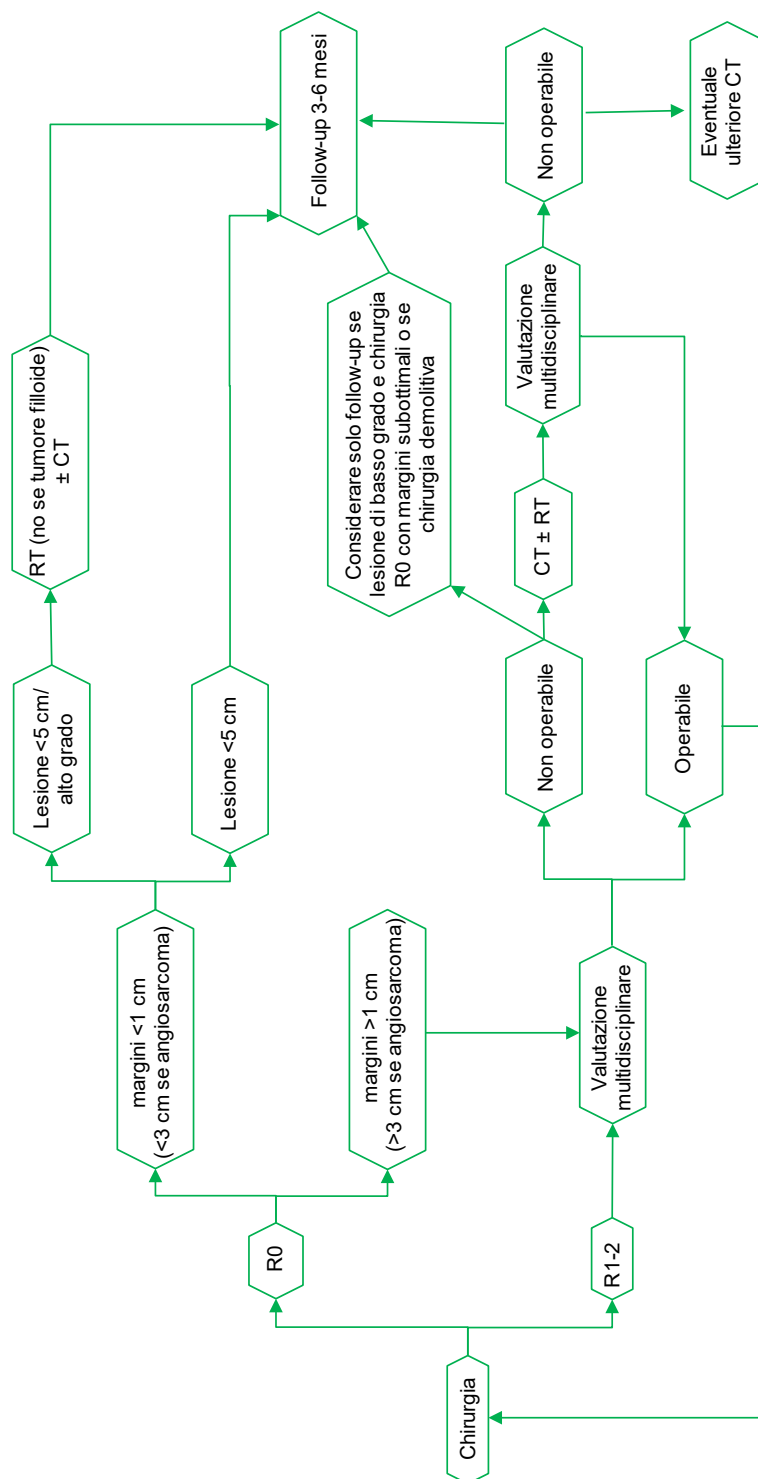 Chirurgia
R0
R1-2
margini <1 cm
(<3 cm se angiosarcoma)
margini >1 cm
(>3 cm se angiosarcoma)
Valutazione
multidisciplinare
Lesione <5 cm/
alto grado
Lesione <5 cm
Non operabile
Operabile
RT (no se tumore filloide)
± CT
Considerare solo follow-up se
lesione di basso grado e chirurgia
R0 con margini subottimali o se
chirurgia demolitiva
CT ± RT
Valutazione
multidisciplinare
Follow-up 3-6 mesi
Non operabile
Eventuale
ulteriore CT